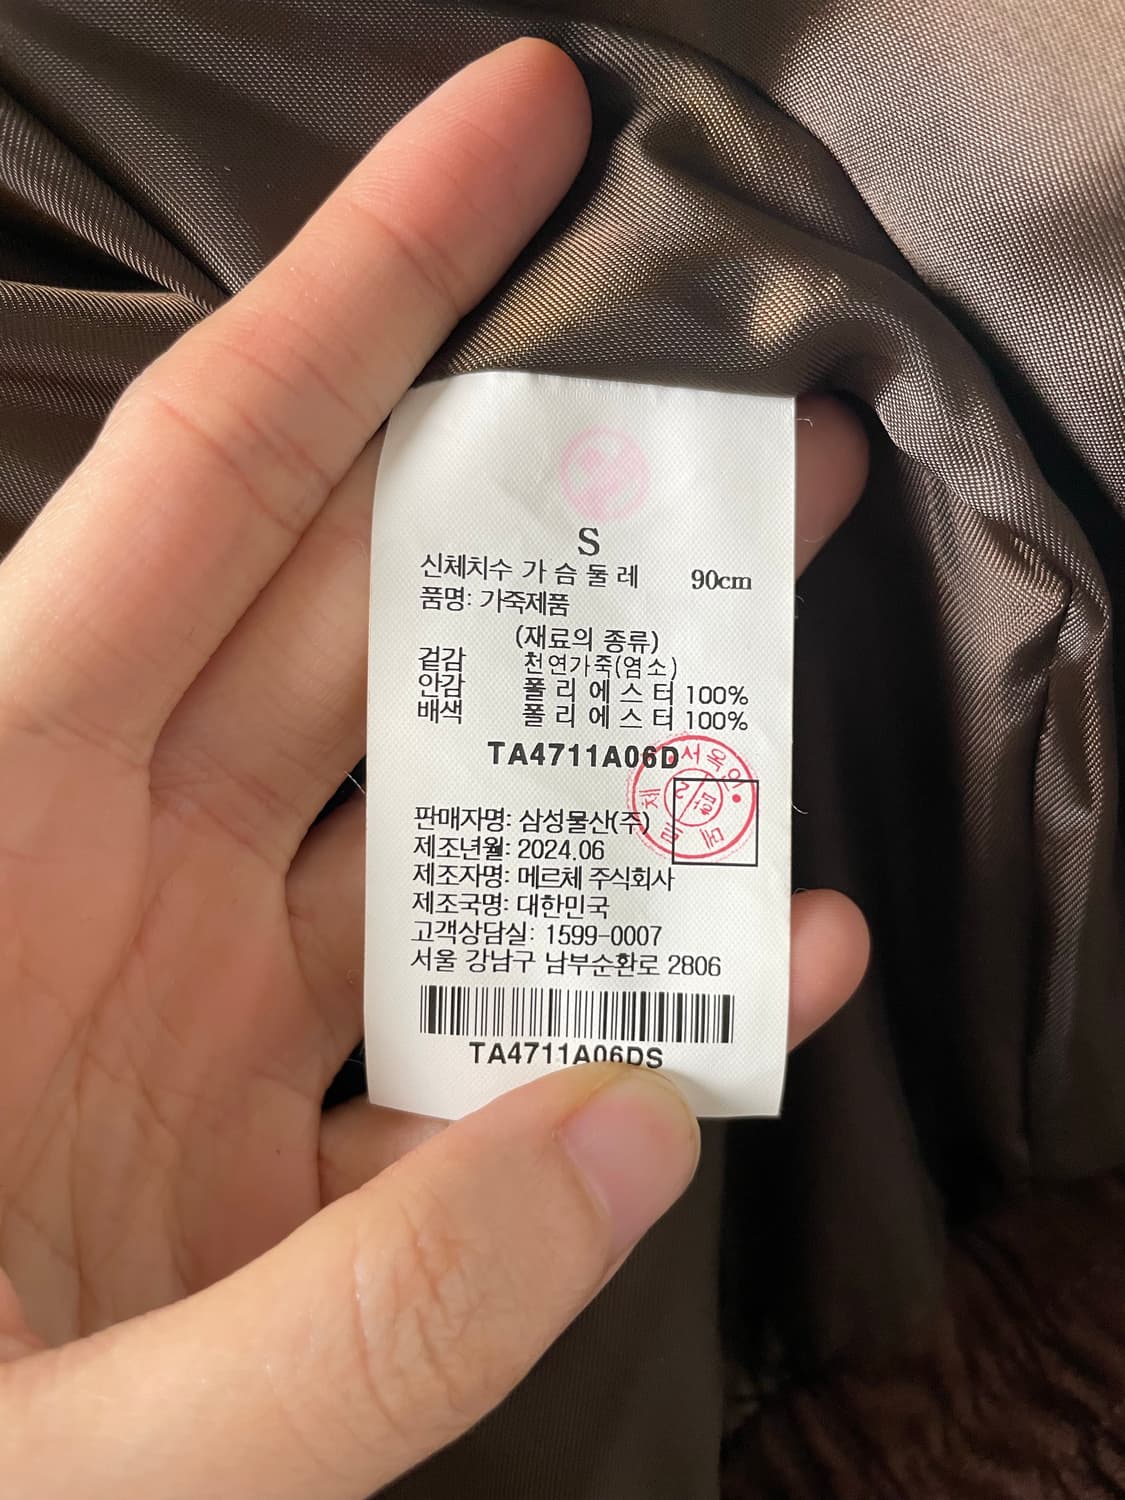 S
신체치수 가슴둘레 90cm
품명: 가죽제품
(재료의 종류)
겉감 천연가죽(염소)
안감 폴리에스터 100%
배색 폴리에스터 100%
TA4711A06D
판매자명: 삼성물산(주)
제조년월: 2024.06
제조자명: 메르체 주식회사
제조국명: 대한민국
고객상담실: 1599-0007
서울 강남구 남부순환로 2806
TA4711A06DS